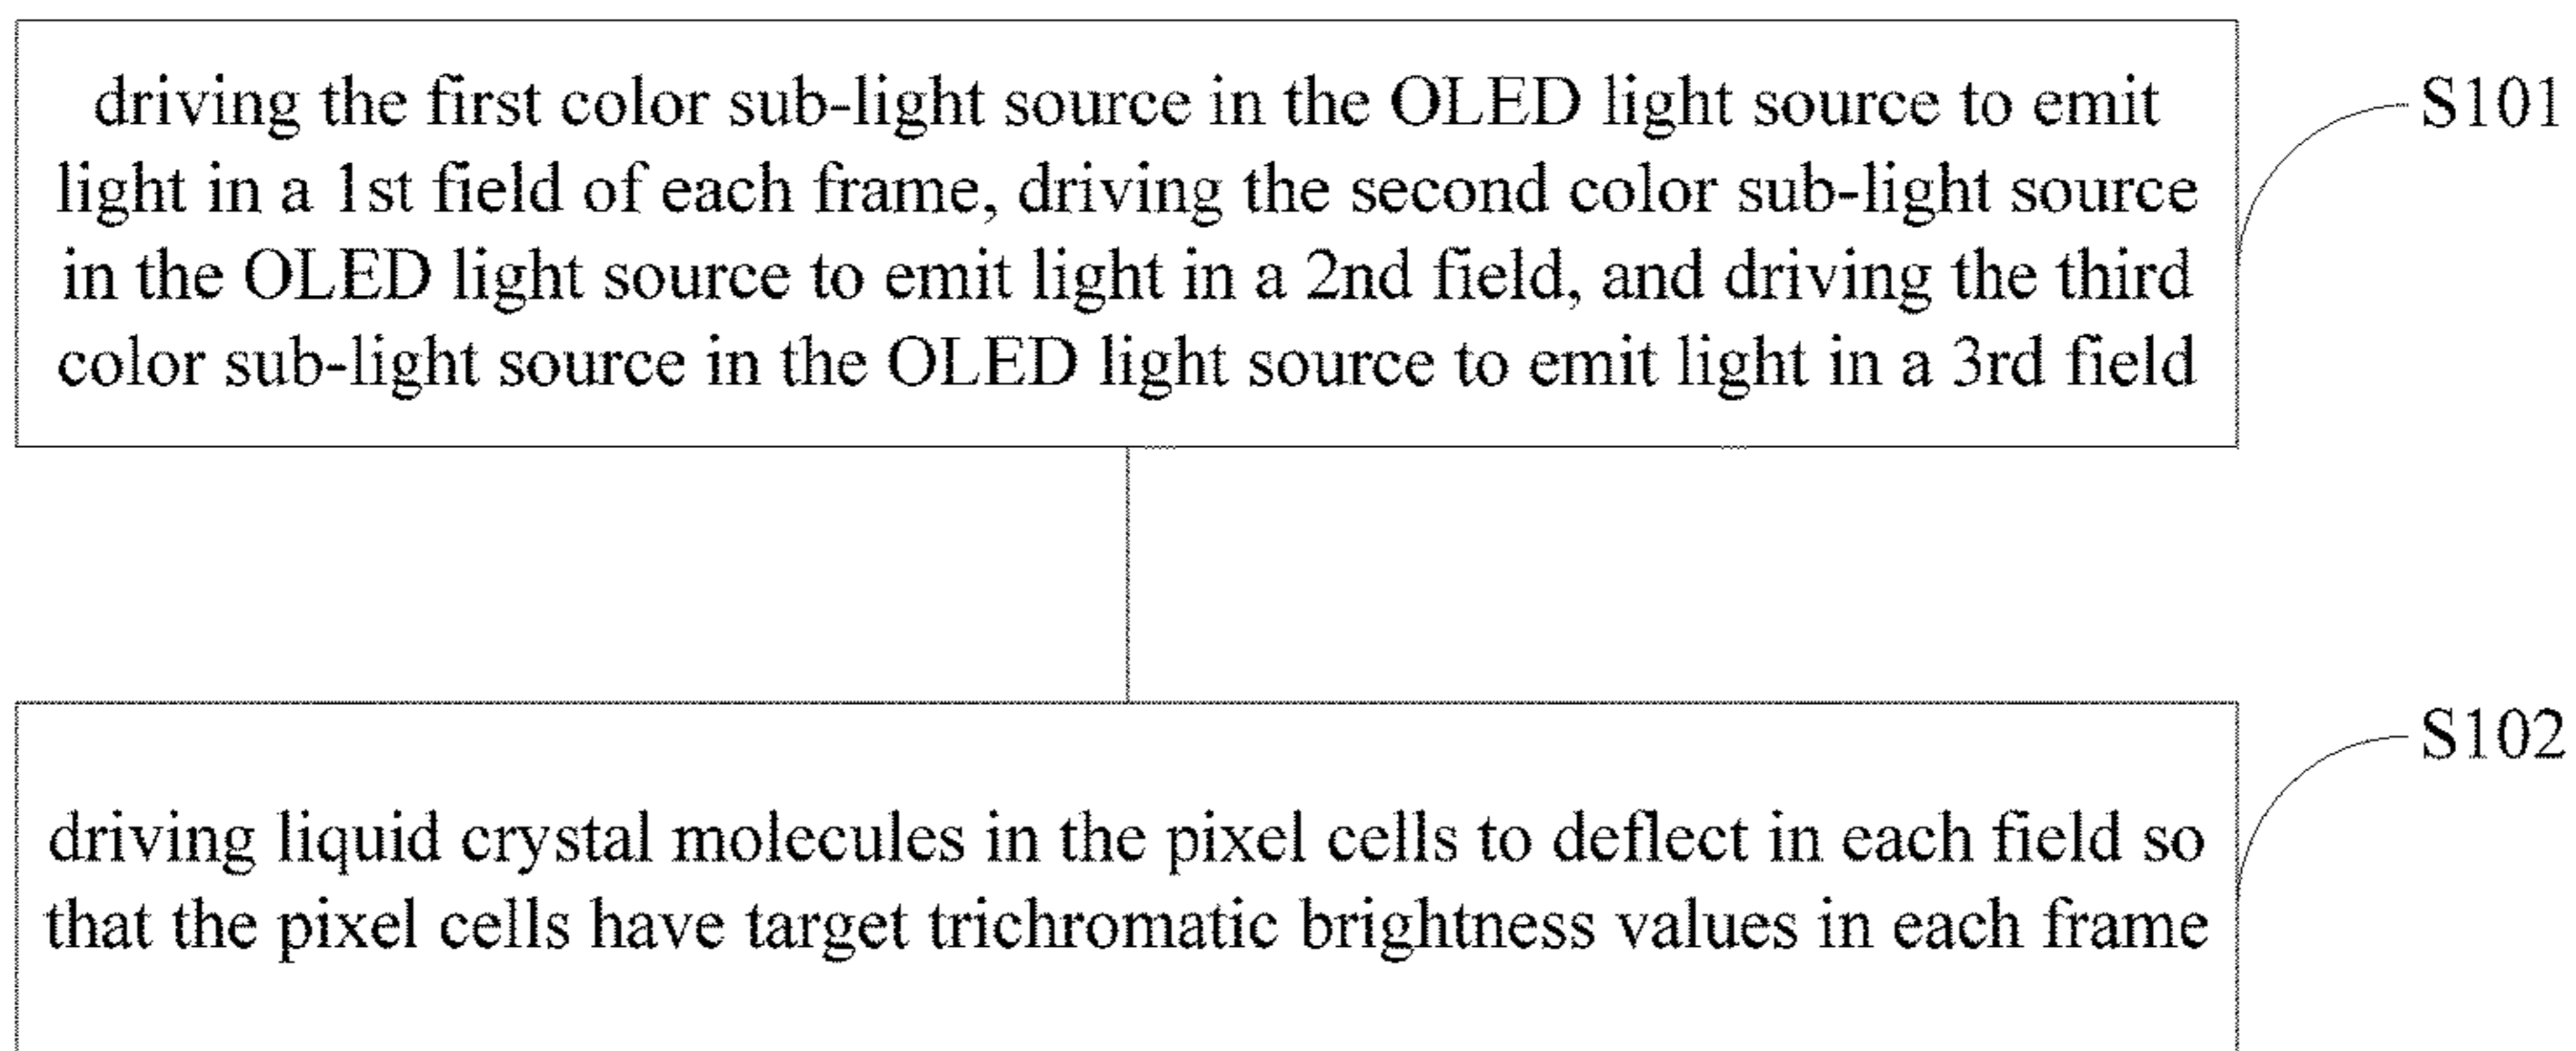 driving the first color sub-light source in the OLED light source to emit
light in a 1st field of each frame, driving the second color sub-light source
in the OLED light source to emit light in a 2nd field, and driving the third
color sub-light source in the OLED light source to emit light in a 3rd field
S101
driving liquid crystal molecules in the pixel cells to deflect in each field so
that the pixel cells have target trichromatic brightness values in each frame
S102